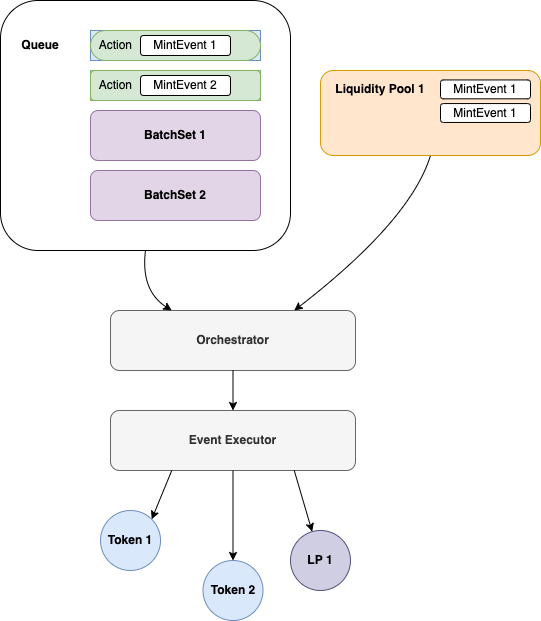 Queue
Action MintEvent 1
Action MintEvent 2
BatchSet 1
BatchSet 2
Liquidity Pool 1 MintEvent 1
MintEvent 1
Orchestrator
Event Executor
Token 1
Token 2
LP 1